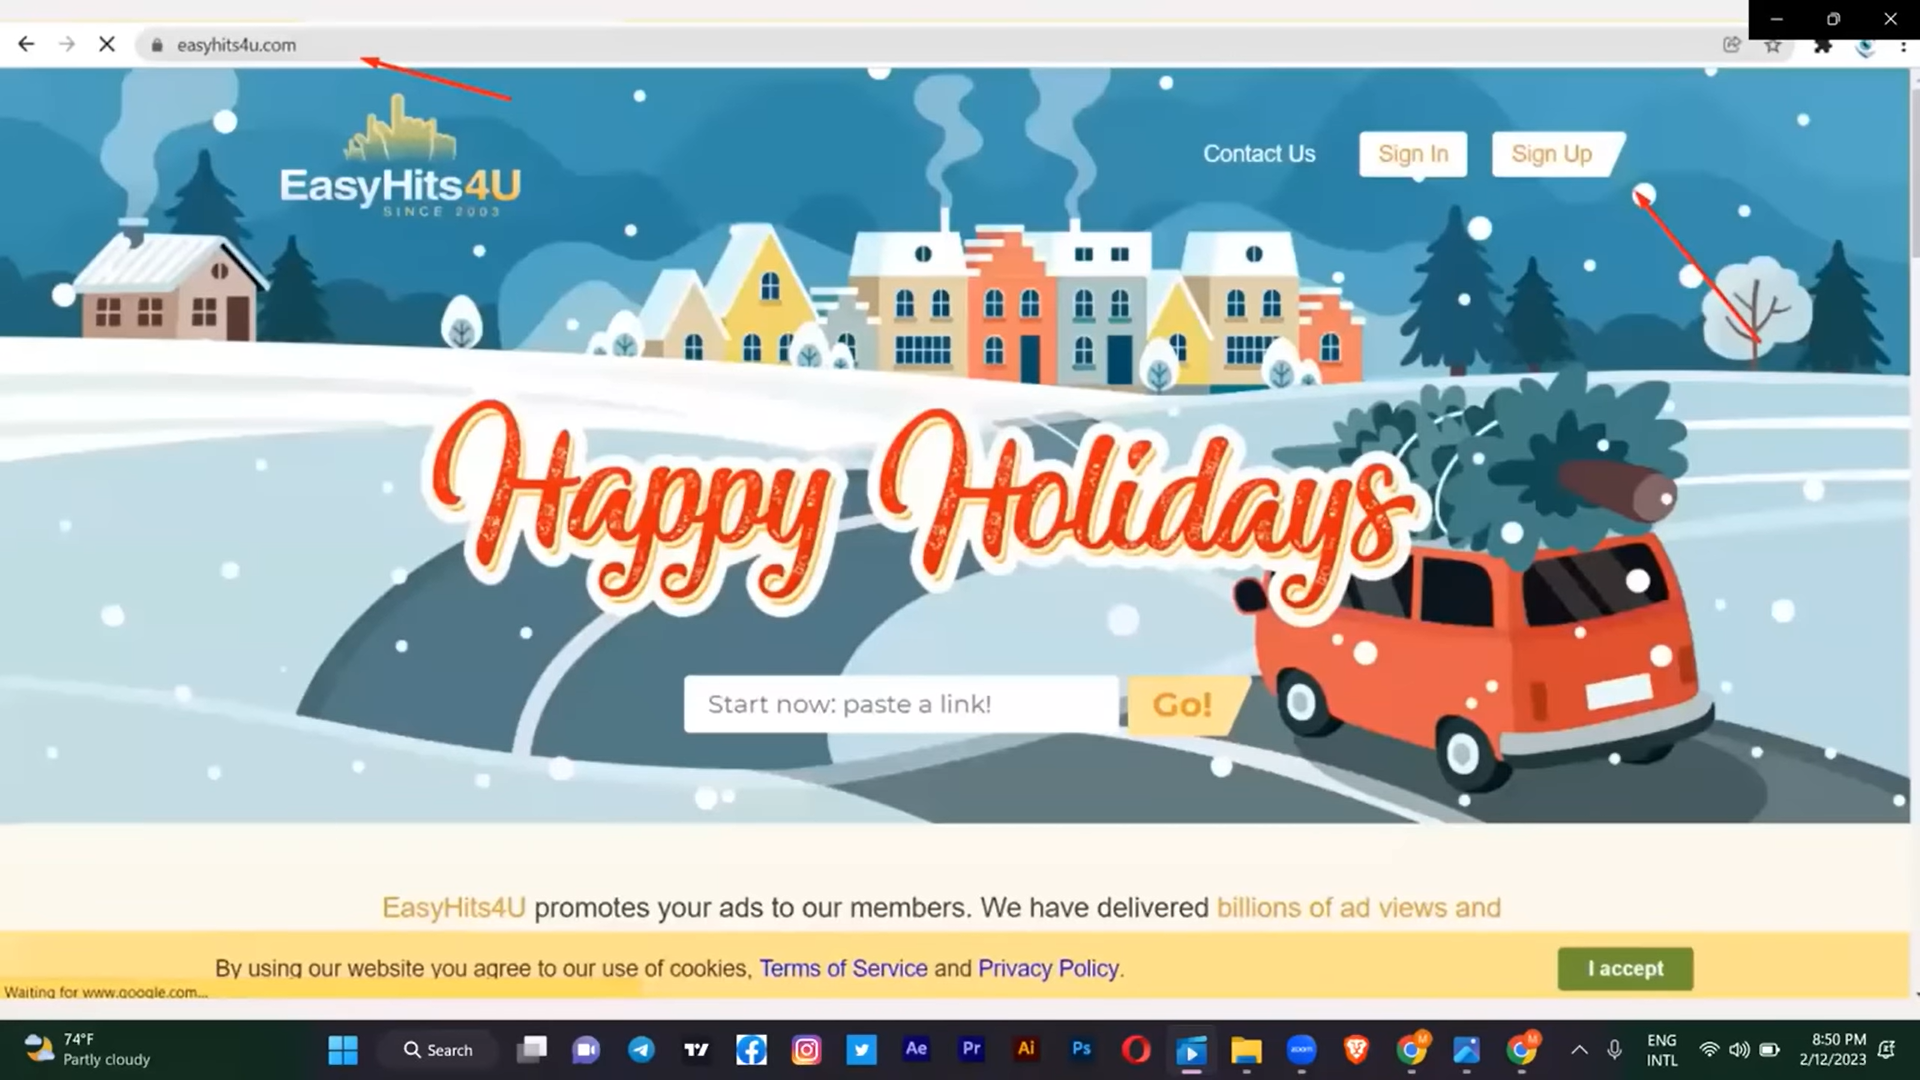 easyhits4u.com
EasyHits4U
SINCE 2003
Contact Us
Sign In
Sign Up
Happy Holidays
Start now: paste a link!
Go!
EasyHits4U promotes your ads to our members. We have delivered billions of ad views and
By using our website you agree to our use of cookies, Terms of Service and Privacy Policy.
I accept
Waiting for www.google.com...
74°F
Partly cloudy
Search
Ae
Pr
Ai
Ps
zoom
M
M
ENG
INTL
8:50 PM
2/12/2023